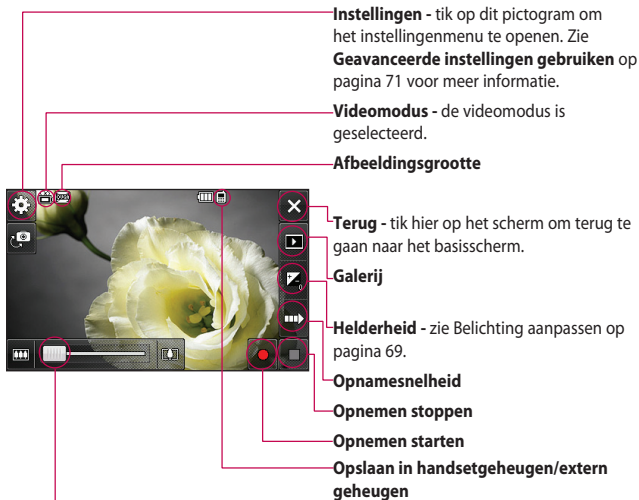 Instellingen - tik op dit pictogram om
het instellingenmenu te openen. Zie
Geavanceerde instellingen gebruiken op
pagina 71 voor meer informatie.
Videomodus - de videomodus is
geselecteerd.
Afbeeldingsgrootte
Terug - tik hier op het scherm om terug te
gaan naar het basisscherm.
Galerij
Helderheid - zie Belichting aanpassen op
pagina 69.
Opnamesnelheid
Opnemen stoppen
Opnemen starten
Opslaan in handsetgeheugen/extern
geheugen